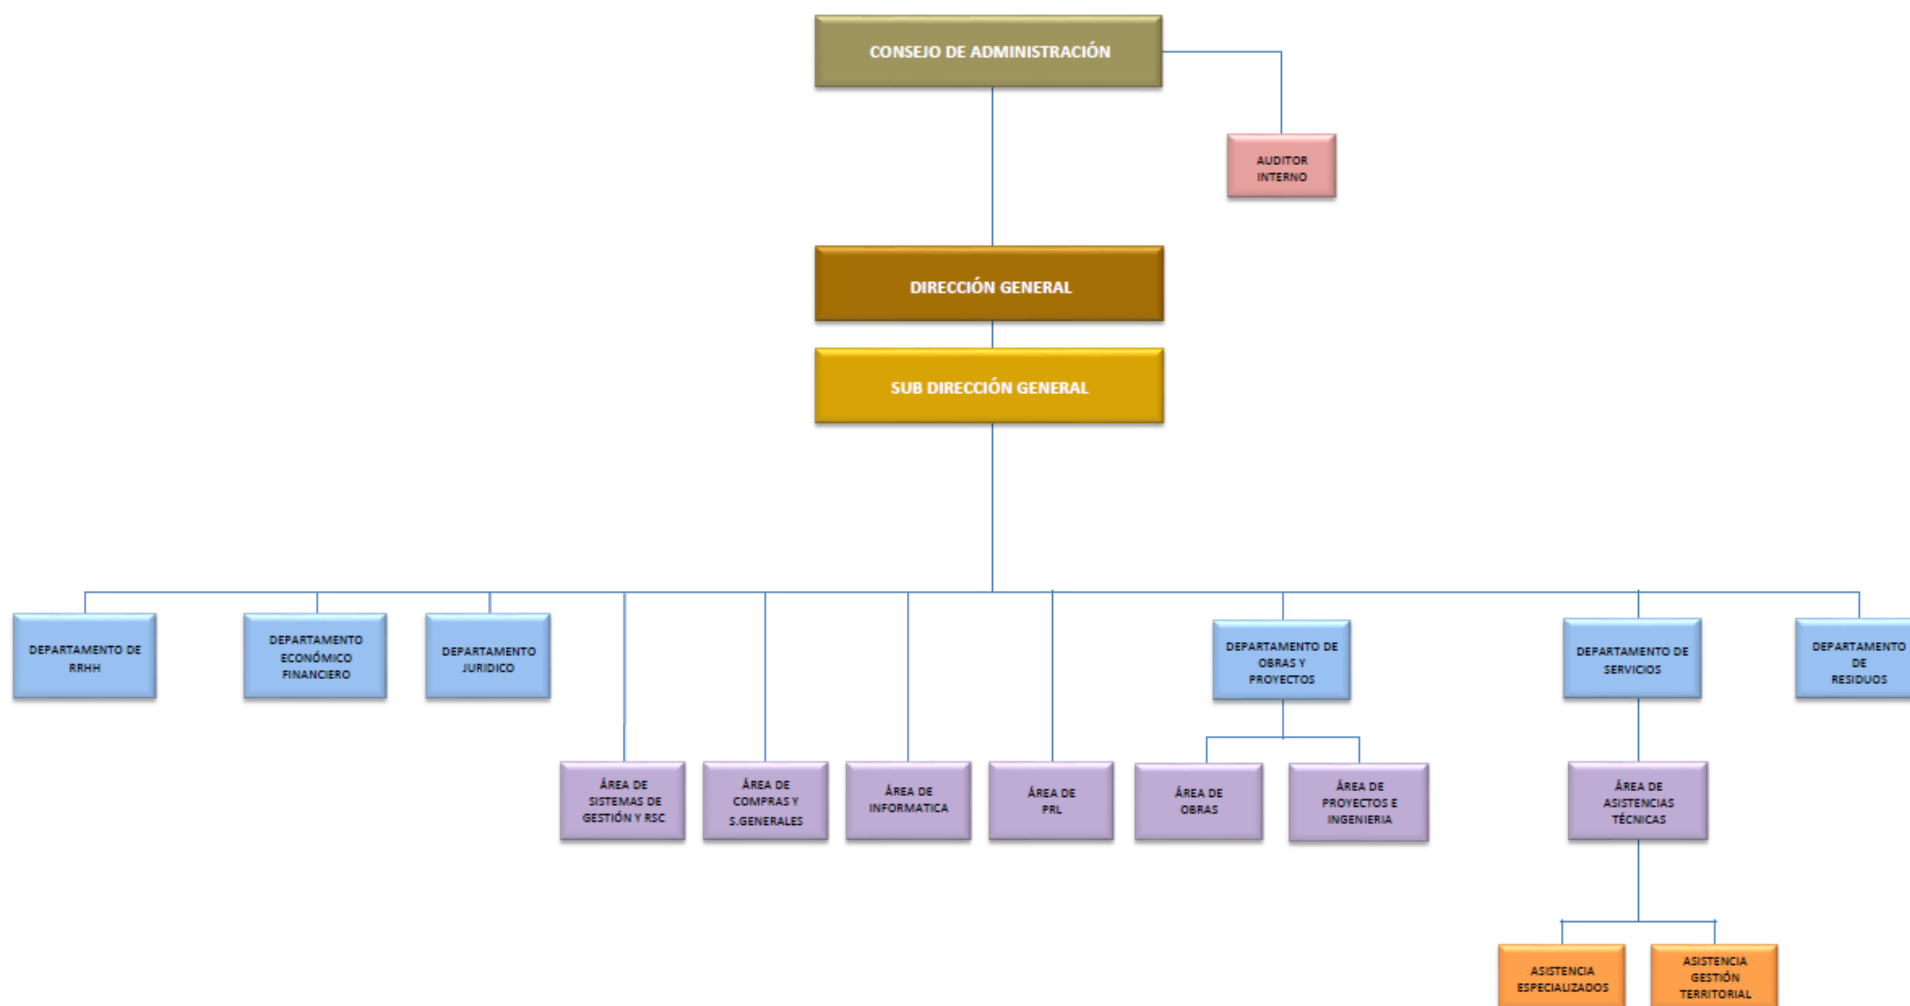 CONSEJO DE ADMINISTRACIÓN
AUDITOR
INTERNO
DIRECCIÓN GENERAL
SUB DIRECCIÓN GENERAL
DEPARTAMENTO DE
RRHH
DEPARTAMENTO
ECONÓMICO
FINANCIERO
DEPARTAMENTO
JURIDICO
DEPARTAMENTO DE
OBRAS Y
PROYECTOS
DEPARTAMENTO DE
SERVICIOS
DEPARTAMENTO
DE
RESIDUOS
ÁREA DE
SISTEMAS DE
GESTIÓN Y RSC
ÁREA DE
COMPRAS Y
S.GENERALES
ÁREA DE
INFORMATICA
ÁREA DE
PRL
ÁREA DE
OBRAS
ÁREA DE
PROYECTOS E
INGENIERIA
ÁREA DE
ASISTENCIAS
TÉCNICAS
ASISTENCIA
ESPECIALIZADOS
ASISTENCIA
GESTIÓN
TERRITORIAL